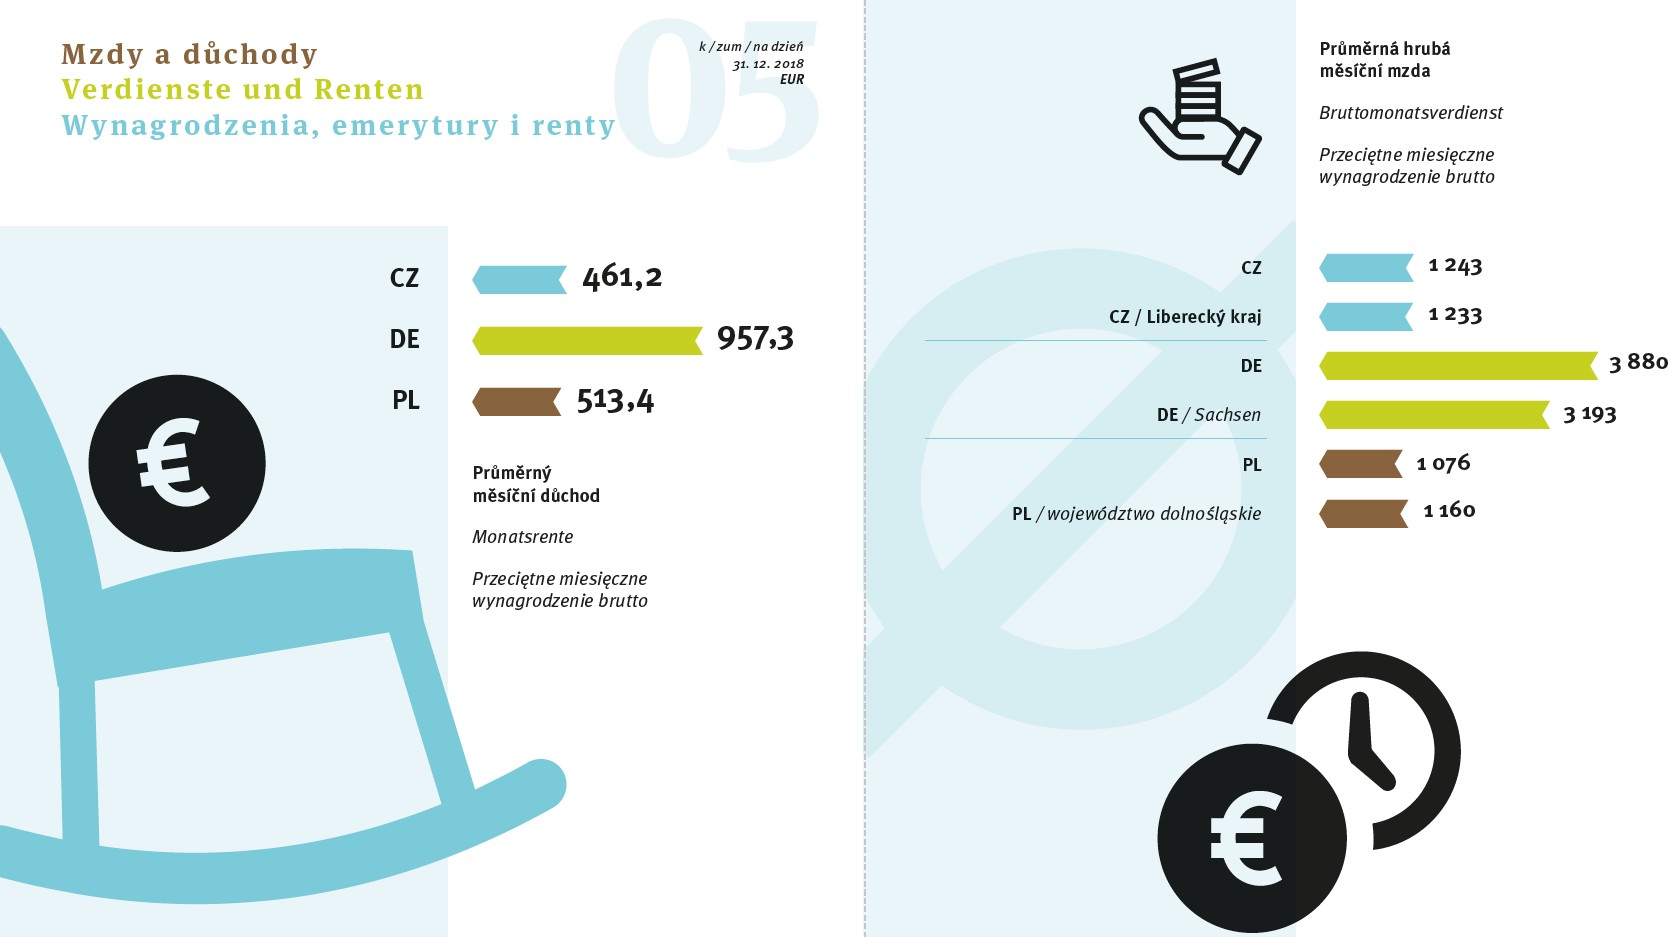 Mzdy a důchody
Verdienste und Renten
Wynagrodzenia, emerytury i renty
05
k / zum / na dzień
31. 12. 2018
EUR
CZ 461,2
DE 957,3
PL 513,4
€
Průměrný
měsíční důchod
Monatsrente
Przeciętne miesięczne
wynagrodzenie brutto
Průměrná hrubá
měsíční mzda
Bruttomonatsverdienst
Przeciętne miesięczne
wynagrodzenie brutto
CZ 1 243
CZ / Liberecký kraj 1 233
DE 3 880
DE / Sachsen 3 193
PL 1 076
PL / województwo dolnośląskie 1 160
€